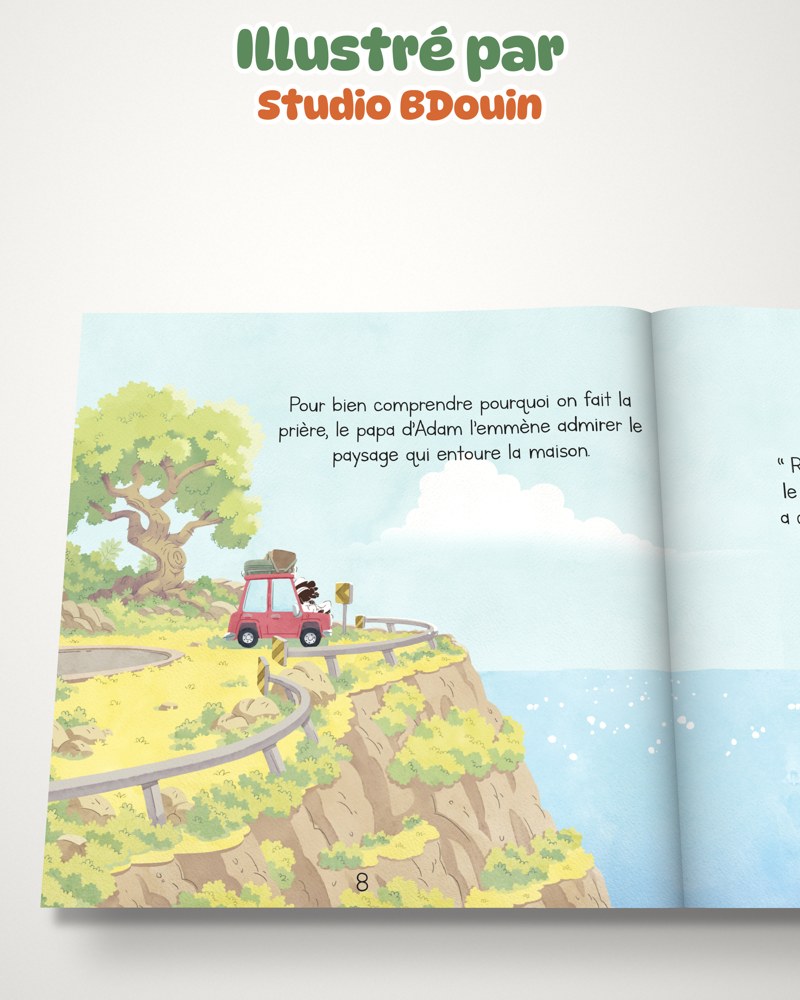 Illustré par
Studio BDouin
Pour bien comprendre pourquoi on fait la
prière, le papa d'Adam l'emmène admirer le
paysage qui entoure la maison.
“ R
le
a
8